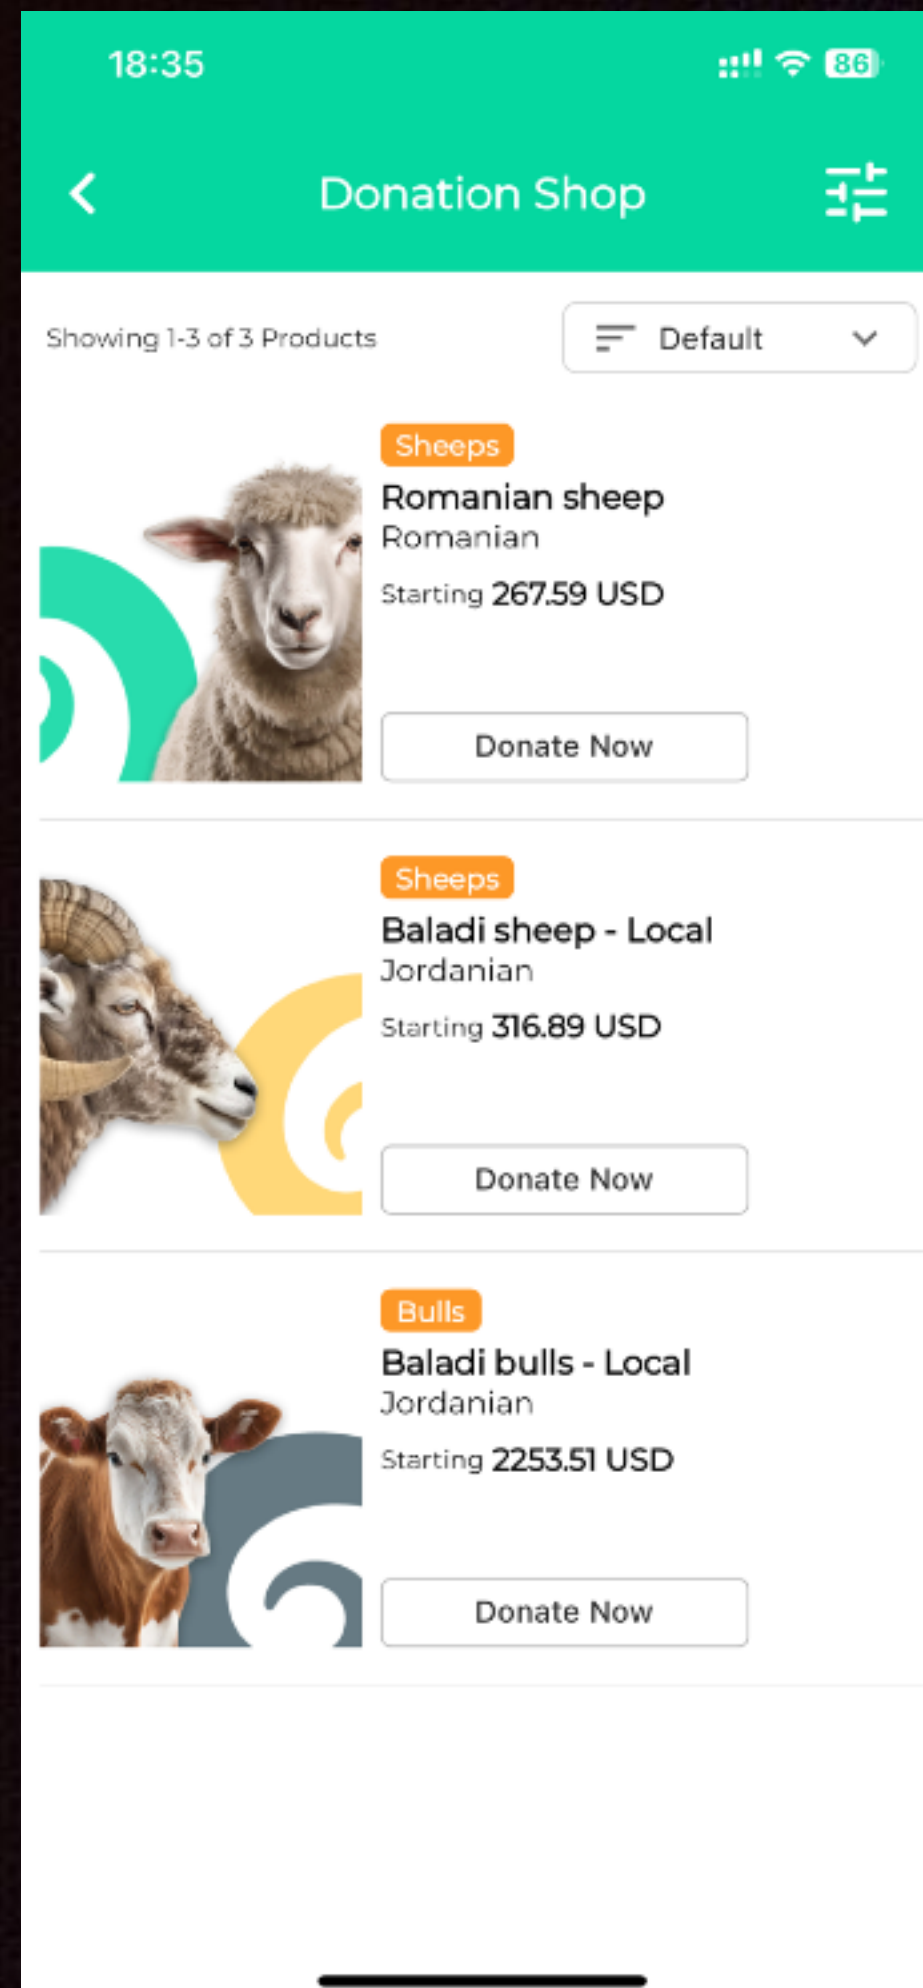 18:35
86
Donation Shop
Showing 1-3 of 3 Products
Default
Sheeps
Romanian sheep
Romanian
Starting 267.59 USD
Donate Now
Sheeps
Baladi sheep - Local
Jordanian
Starting 316.89 USD
Donate Now
Bulls
Baladi bulls - Local
Jordanian
Starting 2253.51 USD
Donate Now